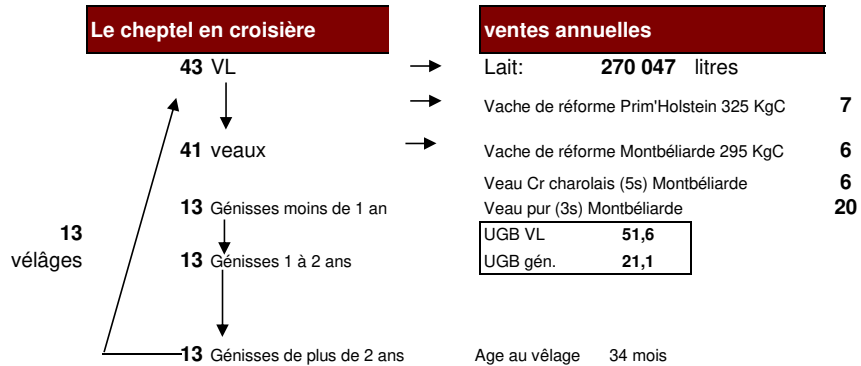 Le cheptel en croisière ventes annuelles
43 VL Lait: 270 047 litres
Vache de réforme Prim'Holstein 325 KgC 7
41 veaux Vache de réforme Montbéliarde 295 KgC 6
Veau Cr charolais (5s) Montbéliarde 6
13 Génisses moins de 1 an Veau pur (3s) Montbéliarde 20
13 UGB VL 51,6
vélâges 13 Génisses 1 à 2 ans UGB gén. 21,1
13 Génisses de plus de 2 ans Age au vêlage 34 mois